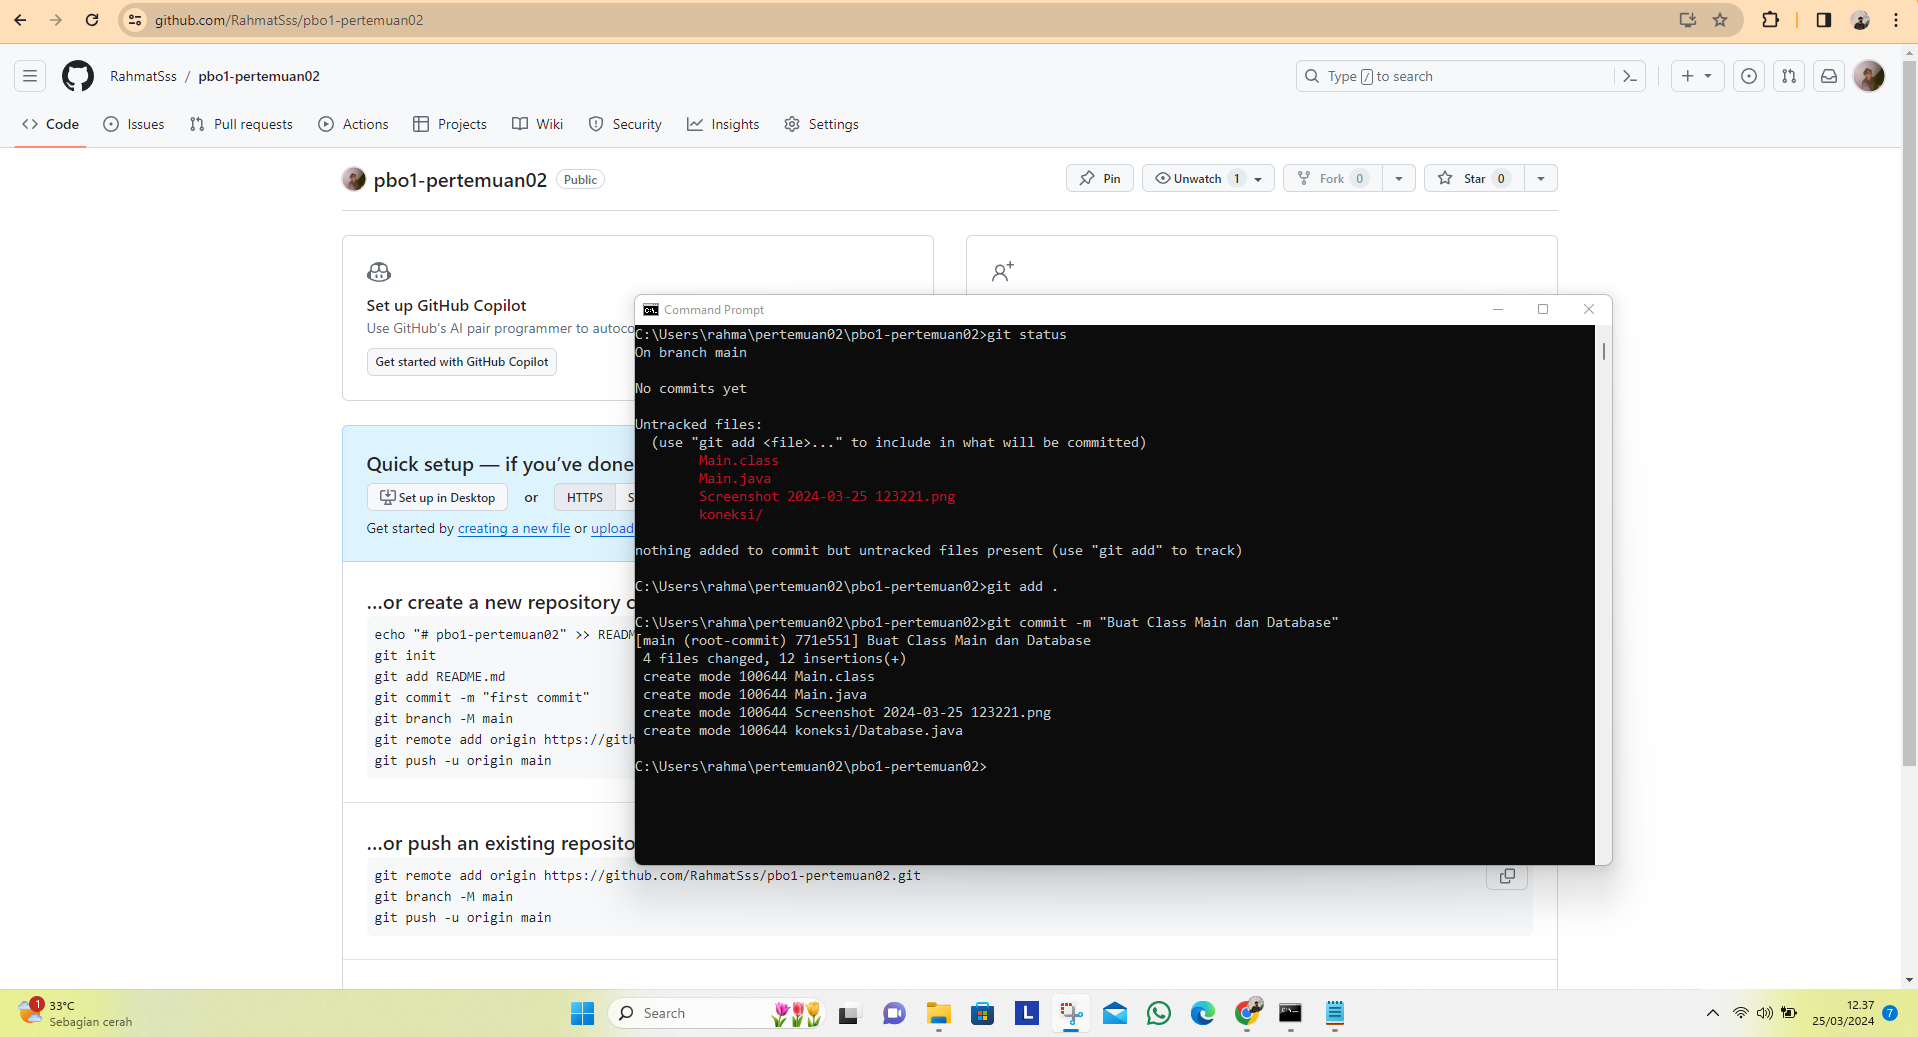 github.com/RahmatSss/pbo1-pertemuan02
RahmatSss / pbo1-pertemuan02
Type / to search
Code
Issues
Pull requests
Actions
Projects
Wiki
Security
Insights
Settings
pbo1-pertemuan02 Public
Pin
Unwatch 1
Fork 0
Star 0
Set up GitHub Copilot
Use GitHub's AI pair programmer to autoco
Get started with GitHub Copilot
Quick setup — if you've done
Set up in Desktop or HTTPS S
Get started by creating a new file or upload
...or create a new repository o
echo "# pbo1-pertemuan02" >> READM
git init
git add README.md
git commit -m "first commit"
git branch -M main
git remote add origin https://gith
git push -u origin main
...or push an existing reposito
git remote add origin https://github.com/RahmatSss/pbo1-pertemuan02.git
git branch -M main
git push -u origin main
Command Prompt
C:\Users\rahma\pertemuan02\pbo1-pertemuan02>git status
On branch main
No commits yet
Untracked files:
(use "git add <file>..." to include in what will be committed)
Main.class
Main.java
Screenshot 2024-03-25 123221.png
koneksi/
nothing added to commit but untracked files present (use "git add" to track)
C:\Users\rahma\pertemuan02\pbo1-pertemuan02>git add .
C:\Users\rahma\pertemuan02\pbo1-pertemuan02>git commit -m "Buat Class Main dan Database"
[main (root-commit) 771e551] Buat Class Main dan Database
4 files changed, 12 insertions(+)
create mode 100644 Main.class
create mode 100644 Main.java
create mode 100644 Screenshot 2024-03-25 123221.png
create mode 100644 koneksi/Database.java
C:\Users\rahma\pertemuan02\pbo1-pertemuan02>
1
33°C
Sebagian cerah
Search
L
12.37
25/03/2024
7